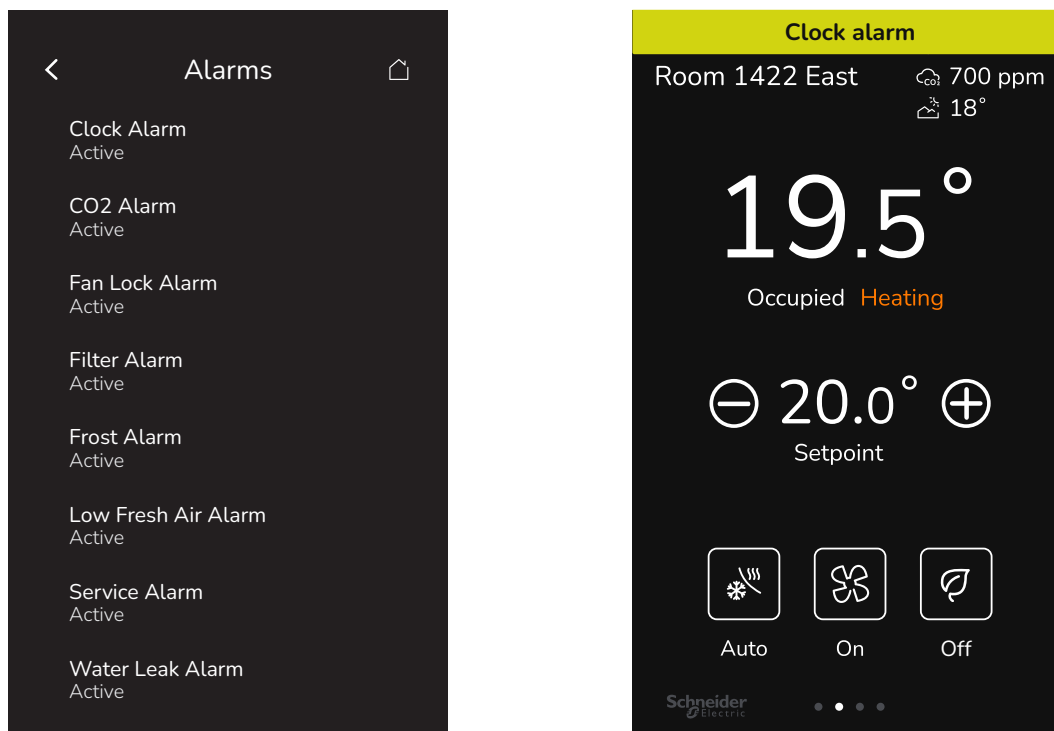 Alarms
Clock Alarm
Active
CO2 Alarm
Active
Fan Lock Alarm
Active
Filter Alarm
Active
Frost Alarm
Active
Low Fresh Air Alarm
Active
Service Alarm
Active
Water Leak Alarm
Active
Clock alarm
Room 1422 East
CO₂ 700 ppm
18°
19.5°
Occupied Heating
20.0°
Setpoint
Auto On Off
Schneider
Electric